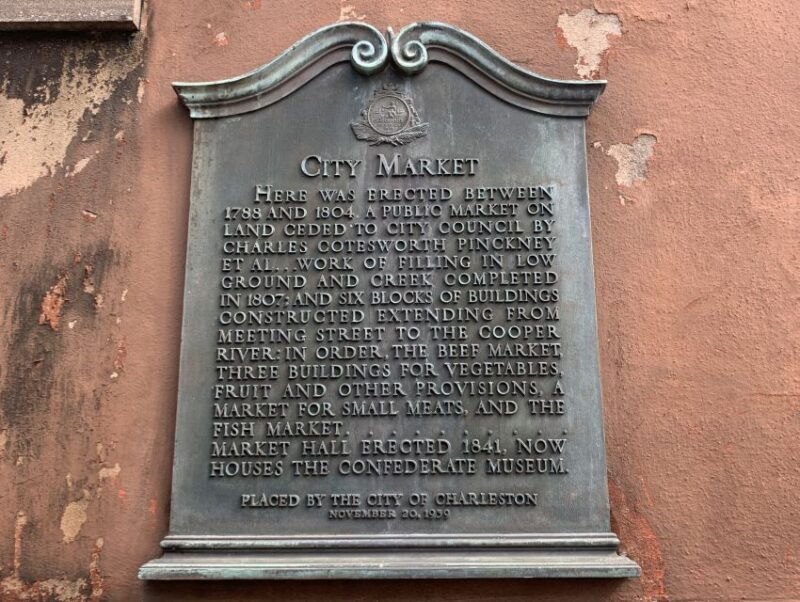 CITY MARKET
HERE WAS ERECTED BETWEEN
1788 AND 1804, A PUBLIC MARKET ON
LAND CEDED TO CITY COUNCIL BY
CHARLES COTESWORTH PINCKNEY
ET AL... WORK OF FILLING IN LOW
GROUND AND CREEK COMPLETED
IN 1807; AND SIX BLOCKS OF BUILDINGS
CONSTRUCTED EXTENDING FROM
MEETING STREET TO THE COOPER
RIVER: IN ORDER, THE BEEF MARKET,
THREE BUILDINGS FOR VEGETABLES,
FRUIT AND OTHER PROVISIONS, A
MARKET FOR SMALL MEATS, AND THE
FISH MARKET. . . . . . . . .
MARKET HALL ERECTED 1841, NOW
HOUSES THE CONFEDERATE MUSEUM.
PLACED BY THE CITY OF CHARLESTON
NOVEMBER 20, 1939